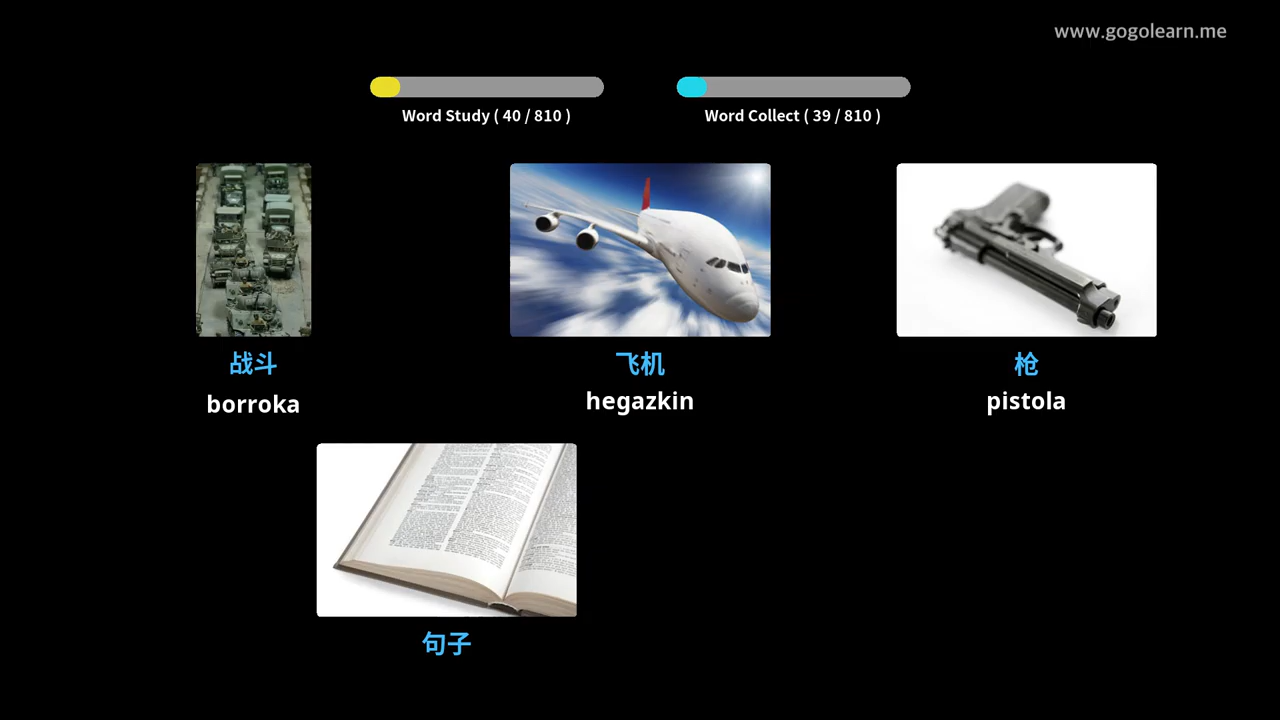 www.gogolearn.me
Word Study ( 40 / 810 )
Word Collect ( 39 / 810 )
战斗
飞机
枪
borroka
hegazkin
pistola
句子